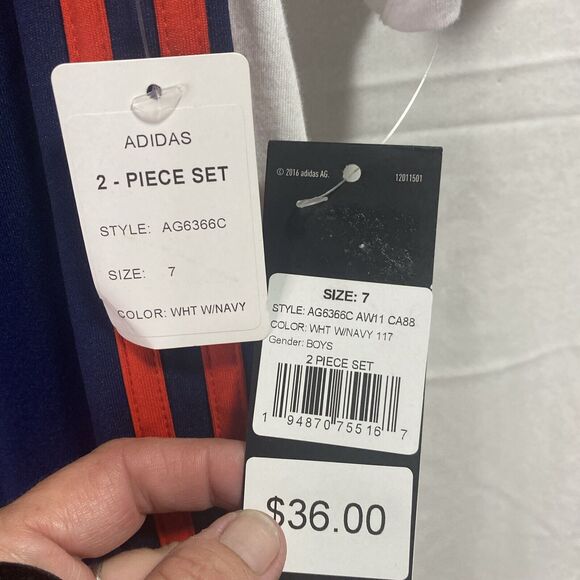 ADIDAS
2 - PIECE SET
STYLE: AG6366C
SIZE: 7
COLOR: WHT W/NAVY
© 2016 adidas AG.
12011501
SIZE: 7
STYLE: AG6366C AW11 CA88
COLOR: WHT W/NAVY 117
Gender: BOYS
2 PIECE SET
1 94870 75516 7
$36.00